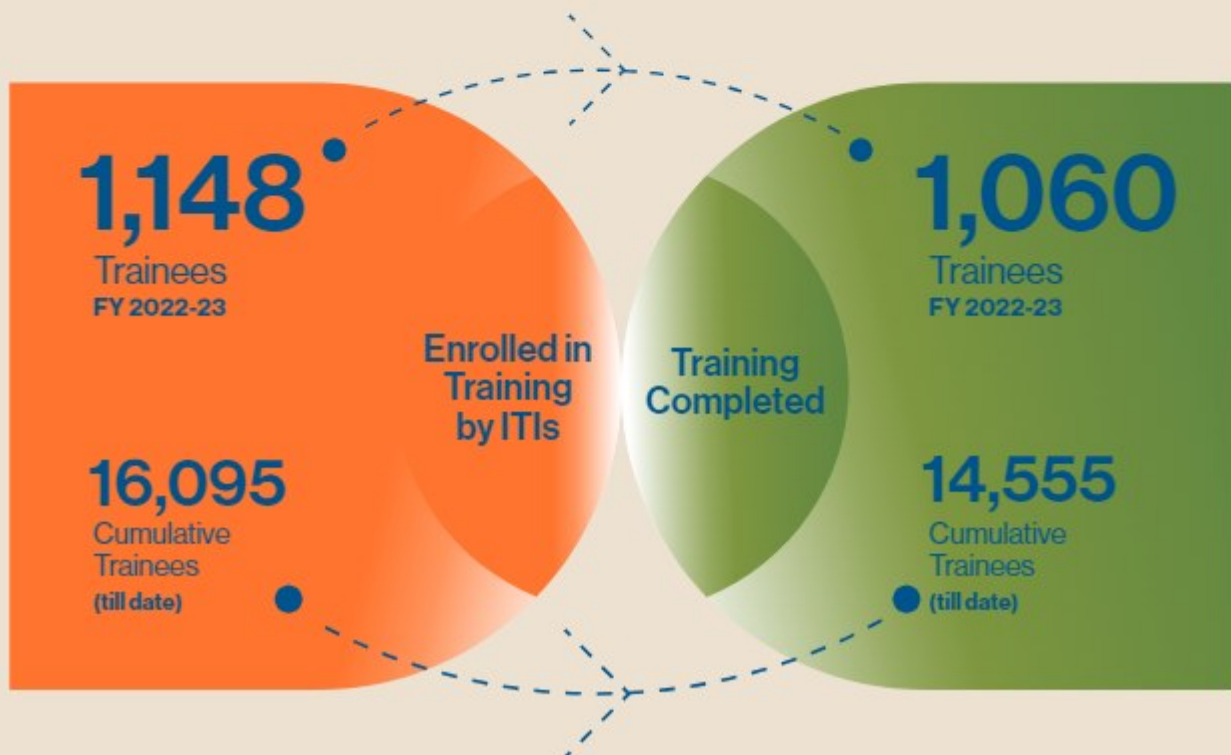 1,148
Trainees
FY 2022-23
Enrolled in
Training
by ITIs
16,095
Cumulative
Trainees
(till date)
1,060
Trainees
FY 2022-23
Training
Completed
14,555
Cumulative
Trainees
(till date)